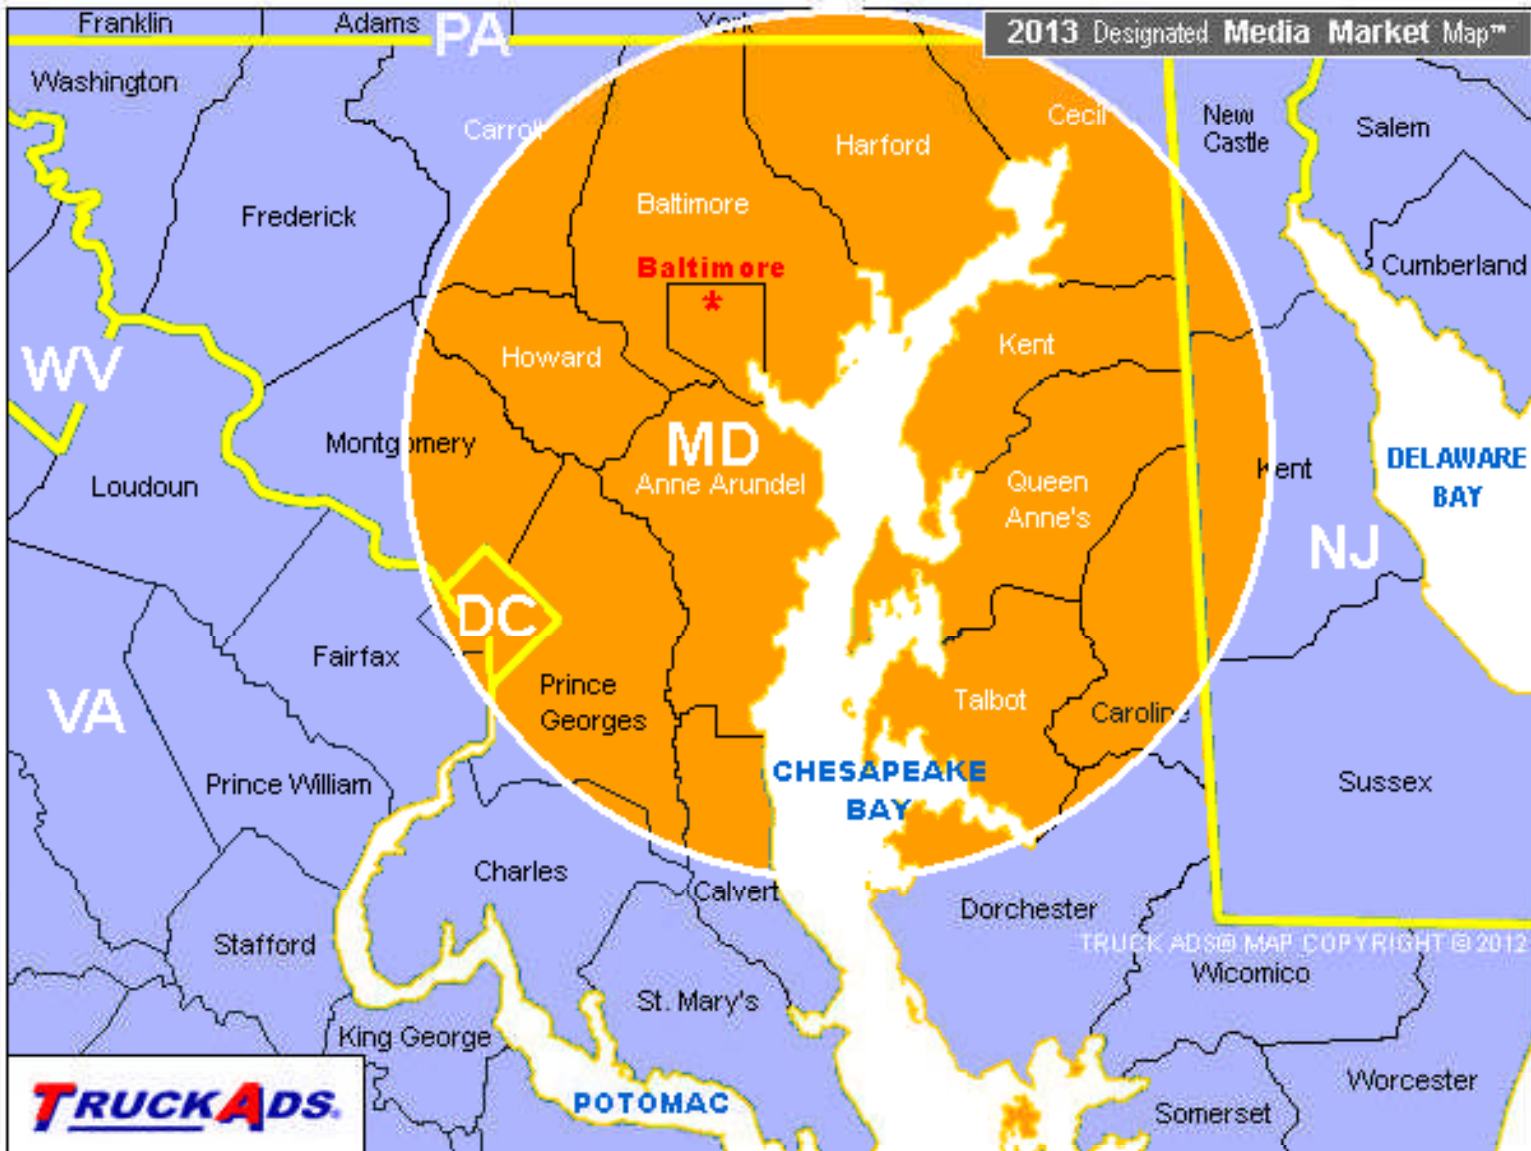 Franklin
Adams
PA
York
2013 Designated Media Market Map™
Washington
Carroll
Harford
Cecil
New
Castle
Salem
Frederick
Baltimore
Baltimore
*
Cumberland
WV
Howard
Kent
Montgomery
MD
Anne Arundel
Queen
Anne's
Kent
DELAWARE
BAY
Loudoun
NJ
DC
Fairfax
Prince
Georges
Talbot
Caroline
VA
Prince William
CHESAPEAKE
BAY
Sussex
Charles
Calvert
Dorchester
Stafford
TRUCK ADS® MAP COPYRIGHT © 2012
Wicomico
St. Mary's
King George
Worcester
TRUCKADS.
POTOMAC
Somerset